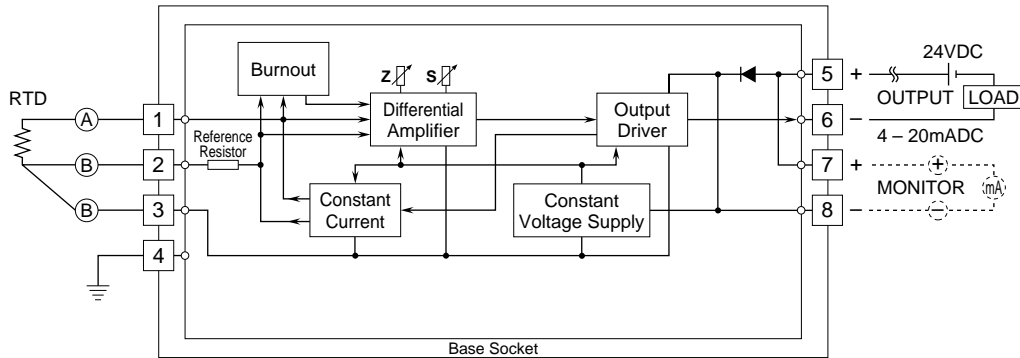 24VDC
Burnout
Z
S
RTD
A
1
Reference
Resistor
Differential
Amplifier
Output
Driver
5
+
OUTPUT
LOAD
6
–
4 – 20mADC
B
2
7
+
+
MONITOR
mA
B
3
Constant
Current
Constant
Voltage Supply
8
–
–
4
Base Socket